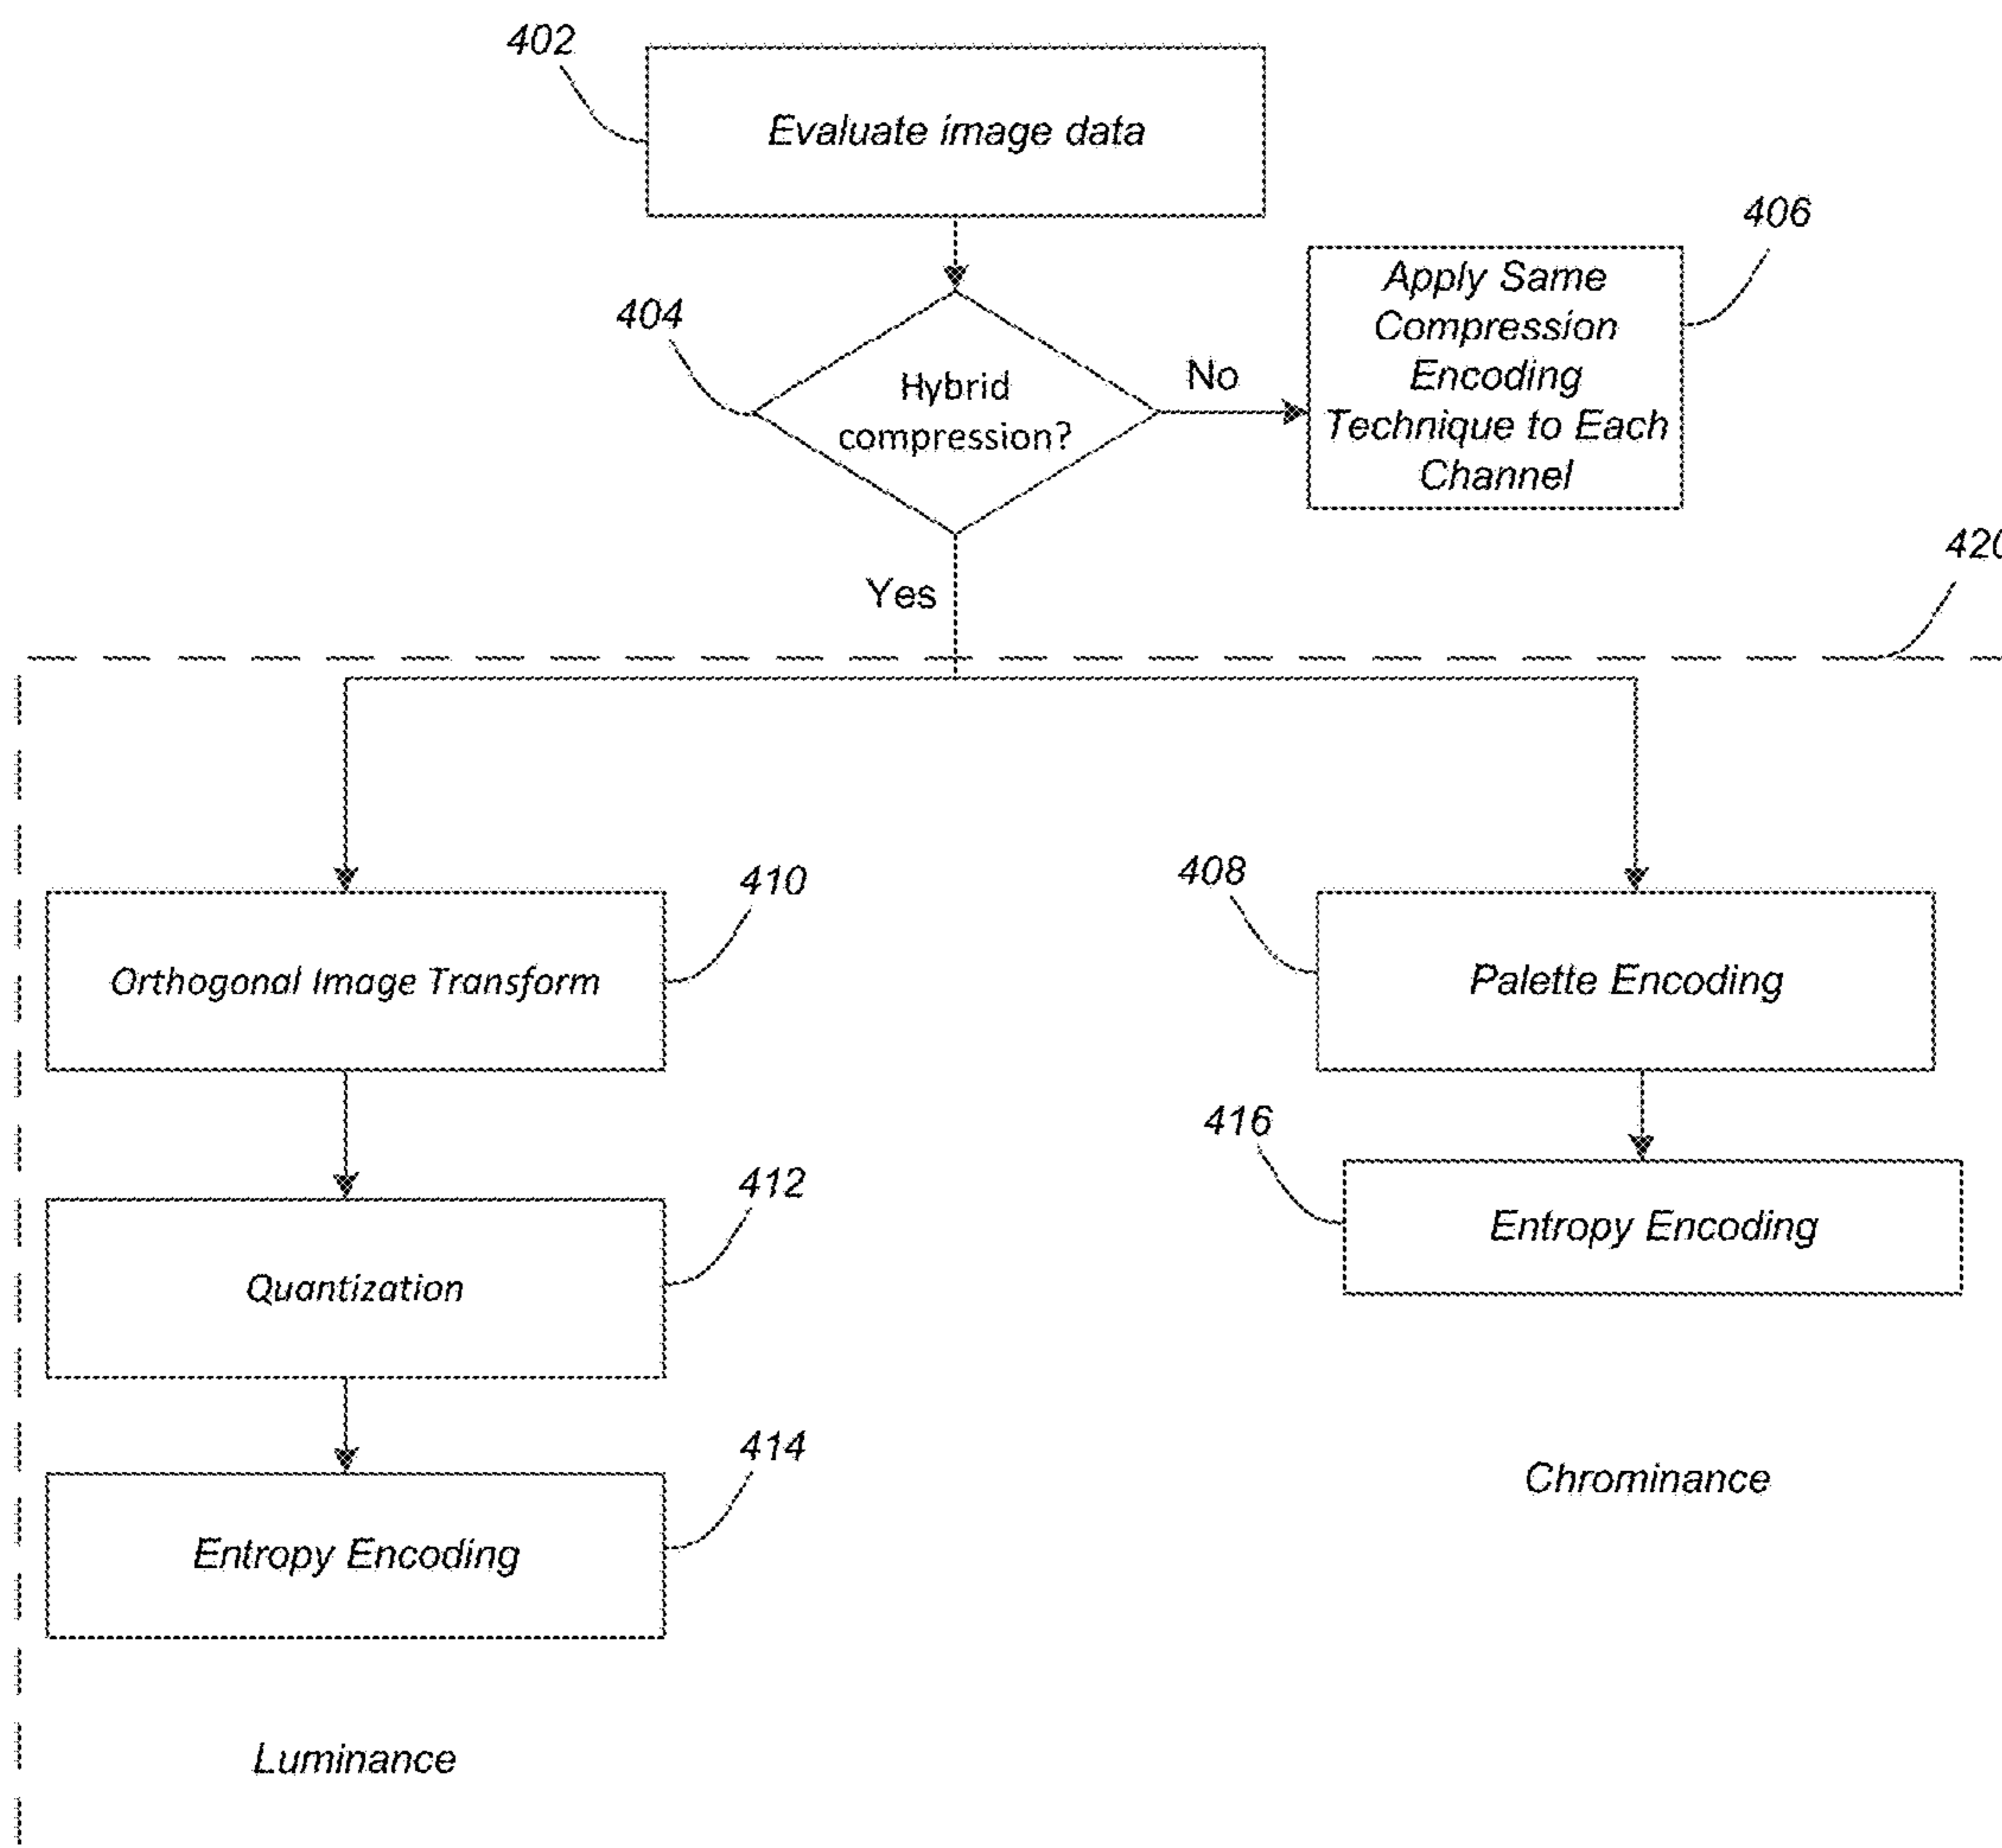 402
Evaluate image data
406
Apply Same
Compression
Encoding
Technique to Each
Channel
404
Hybrid
compression?
No
Yes
420
410
Orthogonal Image Transform
408
Palette Encoding
412
Quantization
416
Entropy Encoding
414
Entropy Encoding
Chrominance
Luminance